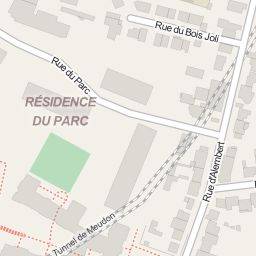 Rue du Bois Joli
Rue du Parc
RÉSIDENCE
DU PARC
Rue d'Alembert
Tunnel de Meudon